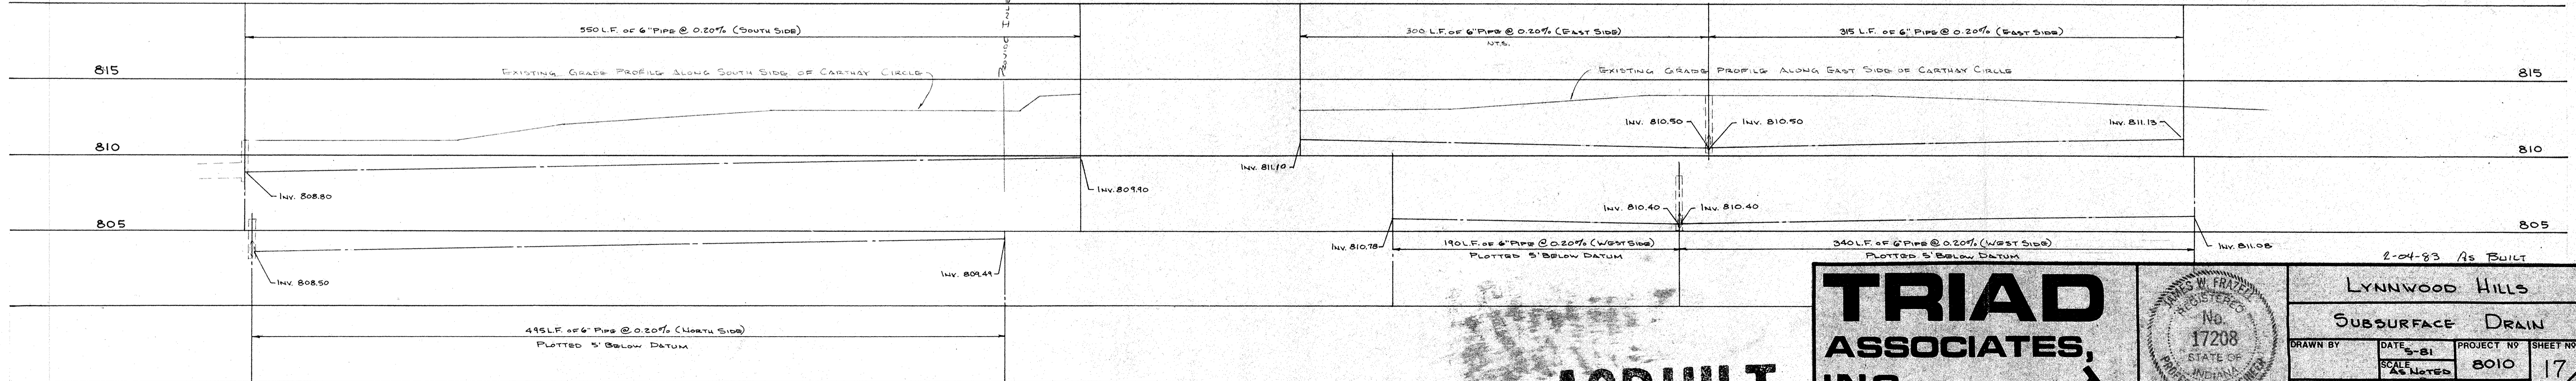 550 L.F. OF 6" PIPE @ 0.20% (SOUTH SIDE)
300 L.F. OF 6" PIPE @ 0.20% (EAST SIDE)
N.T.S.
315 L.F. OF 6" PIPE @ 0.20% (EAST SIDE)
815
EXISTING GRADE PROFILE ALONG SOUTH SIDE OF CARTHAY CIRCLE
EXISTING GRADE PROFILE ALONG EAST SIDE OF CARTHAY CIRCLE
815
INV. 810.50
INV. 810.50
INV. 811.13
810
810
INV. 811.10
INV. 808.80
INV. 809.90
INV. 810.40
INV. 810.40
805
805
INV. 810.78
190 L.F. OF 6" PIPE @ 0.20% (WEST SIDE)
PLOTTED 5' BELOW DATUM
340 L.F. OF 6" PIPE @ 0.20% (WEST SIDE)
PLOTTED 5' BELOW DATUM
INV. 811.08
INV. 808.50
INV. 809.49
495 L.F. OF 6" PIPE @ 0.20% (NORTH SIDE)
PLOTTED 5' BELOW DATUM
2-04-83 AS BUILT
TRIAD
ASSOCIATES,
INC.
JAMES W. FRAZELL
REGISTERED
No.
17208
STATE OF
INDIANA
LYNNWOOD HILLS
SUBSURFACE DRAIN
DRAWN BY
DATE 5-81
SCALE AS NOTED
PROJECT Nº
8010
SHEET Nº
17